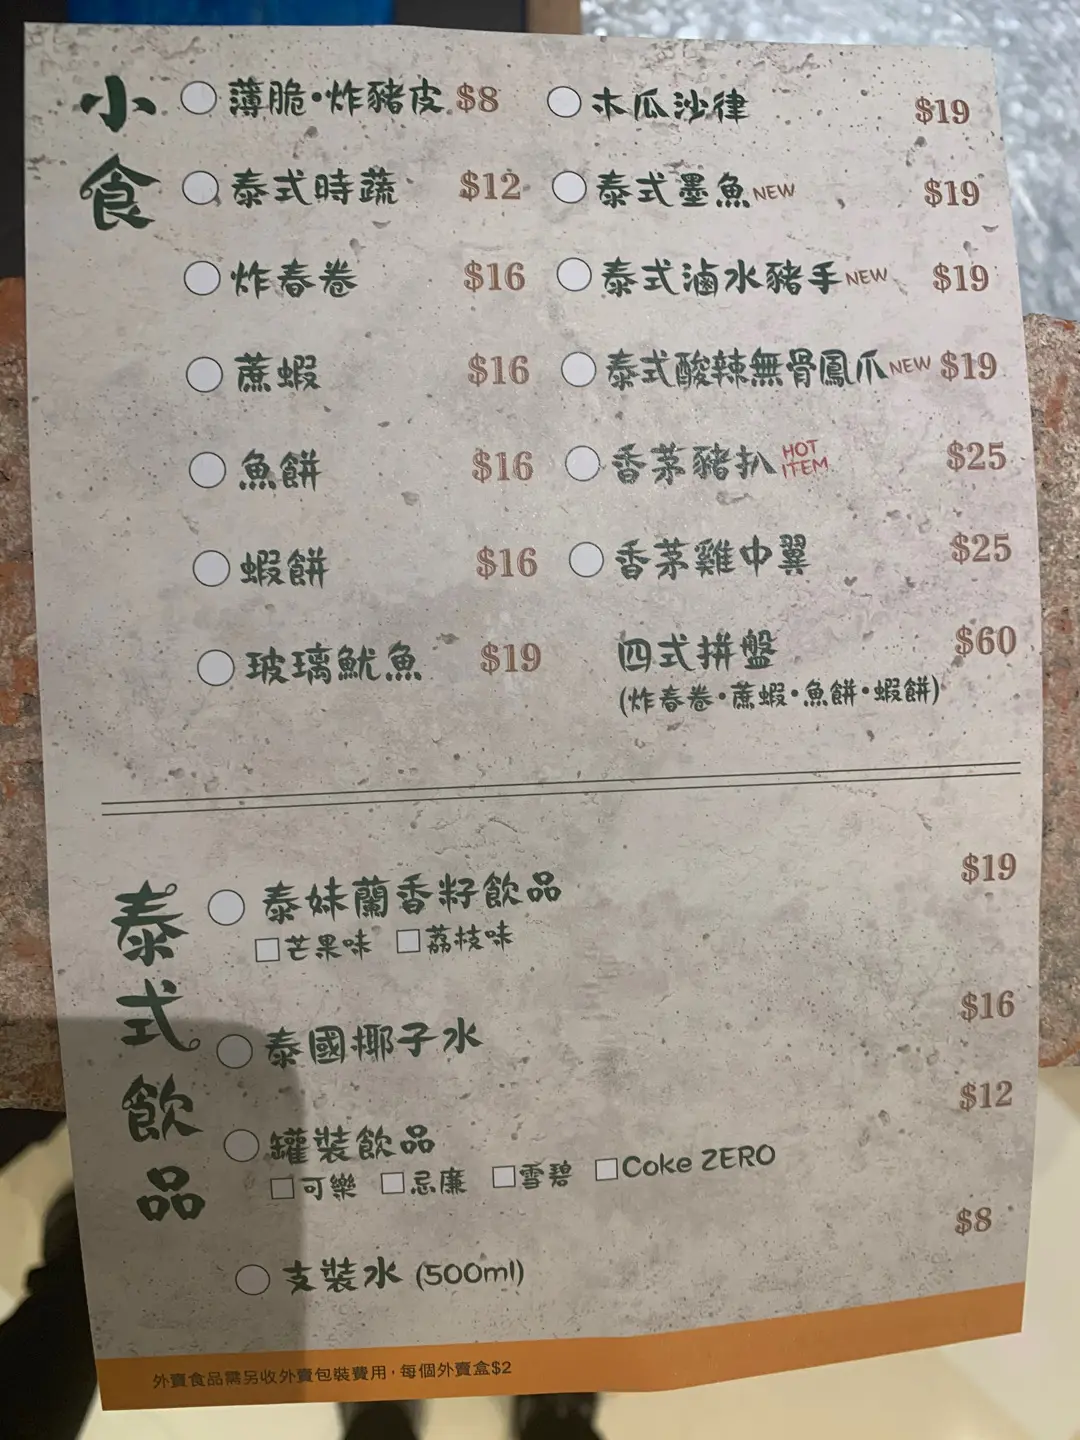 小食
薄脆·炸豬皮 $8
泰式時蔬 $12
炸春卷 $16
蔗蝦 $16
魚餅 $16
蝦餅 $16
玻璃魷魚 $19
木瓜沙律 $19
泰式墨魚 NEW $19
泰式滷水豬手 NEW $19
泰式酸辣無骨鳳爪 NEW $19
香茅豬扒 HOT ITEM $25
香茅雞中翼 $25
四式拼盤 $60
(炸春卷·蔗蝦·魚餅·蝦餅)
泰式飲品
泰妹蘭香籽飲品 $19
芒果味 荔枝味
泰國椰子水 $16
罐裝飲品 $12
可樂 忌廉 雪碧 Coke ZERO
支裝水 (500ml) $8
外賣食品需另收外賣包裝費用，每個外賣盒$2